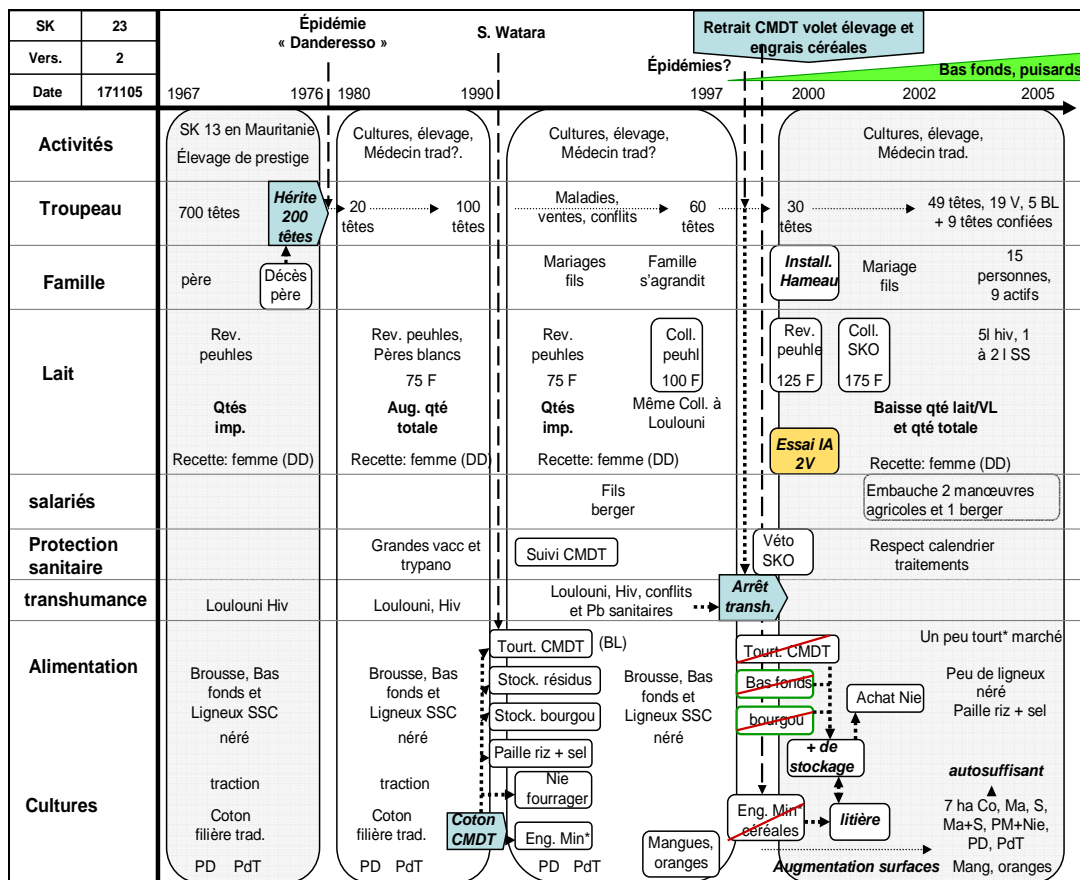 SK 23
Vers. 2
Date 171105
Épidémie
« Danderesso »
S. Watara
Retrait CMDT volet élevage et
engrais céréales
Épidémies?
Bas fonds, puisards
1967 1976 1980 1990 1997 2000 2002 2005
Activités
SK 13 en Mauritanie
Élevage de prestige
Cultures, élevage,
Médecin trad?.
Cultures, élevage,
Médecin trad?
Cultures, élevage,
Médecin trad.
Troupeau
700 têtes
Hérite
200
têtes
20
têtes
100
têtes
Maladies,
ventes, conflits
60
têtes
30
têtes
49 têtes, 19 V, 5 BL
+ 9 têtes confiées
Famille
père
Décès
père
Mariages
fils
Famille
s'agrandit
Install.
Hameau
Mariage
fils
15
personnes,
9 actifs
Lait
Rev.
peuhles
Qtés
imp.
Recette: femme (DD)
Rev. peuhles,
Pères blancs
75 F
Aug. qté
totale
Recette: femme (DD)
Rev.
peuhles
75 F
Qtés
imp.
Recette: femme (DD)
Coll.
peuhl
100 F
Même Coll. à
Loulouni
Rev.
peuhle
125 F
Coll.
SKO
175 F
5l hiv, 1
à 2 l SS
Baisse qté lait/VL
et qté totale
Essai IA
2V
Recette: femme (DD)
salariés
Fils
berger
Embauche 2 manœuvres
agricoles et 1 berger
Protection
sanitaire
Grandes vacc et
trypano
Suivi CMDT
Véto
SKO
Respect calendrier
traitements
transhumance
Loulouni Hiv
Loulouni, Hiv
Loulouni, Hiv, conflits
et Pb sanitaires
Arrêt
transh.
Alimentation
Brousse, Bas
fonds et
Ligneux SSC
néré
Brousse, Bas
fonds et
Ligneux SSC
néré
Tourt. CMDT (BL)
Stock. résidus
Stock. bourgou
Paille riz + sel
Brousse, Bas
fonds et
Ligneux SSC
néré
Tourt. CMDT
Bas fonds
bourgou
+ de
stockage
Achat Nie
Un peu tourt* marché
Peu de ligneux
néré
Paille riz + sel
Cultures
traction
Coton
filière trad.
PD PdT
traction
Coton
filière trad.
PD PdT
Coton
CMDT
Nie
fourrager
Eng. Min*
PD PdT
Mangues,
oranges
Eng. Min*
céréales
litière
autosuffisant
7 ha Co, Ma, S,
Ma+S, PM+Nie,
PD, PdT
Augmentation surfaces
Mang, oranges